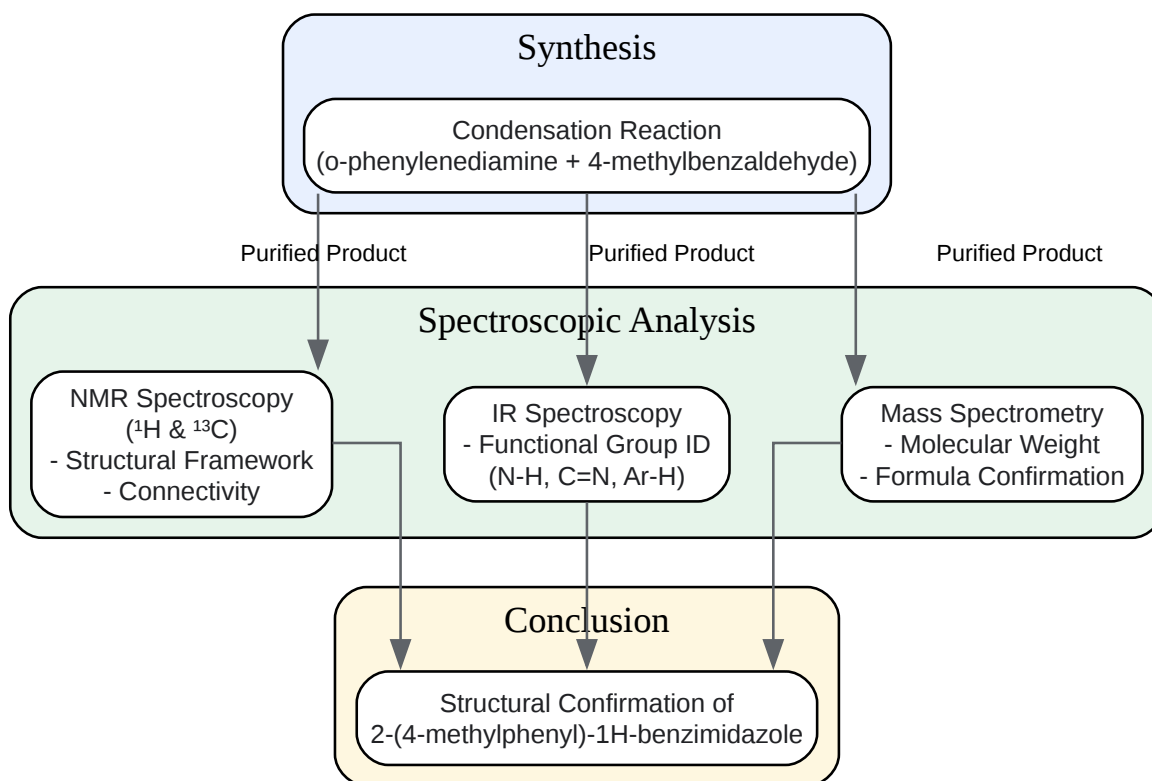 Synthesis
Condensation Reaction
(o-phenylenediamine + 4-methylbenzaldehyde)
Purified Product
Purified Product
Purified Product
Spectroscopic Analysis
NMR Spectroscopy
(¹H & ¹³C)
- Structural Framework
- Connectivity
IR Spectroscopy
- Functional Group ID
(N-H, C=N, Ar-H)
Mass Spectrometry
- Molecular Weight
- Formula Confirmation
Conclusion
Structural Confirmation of
2-(4-methylphenyl)-1H-benzimidazole